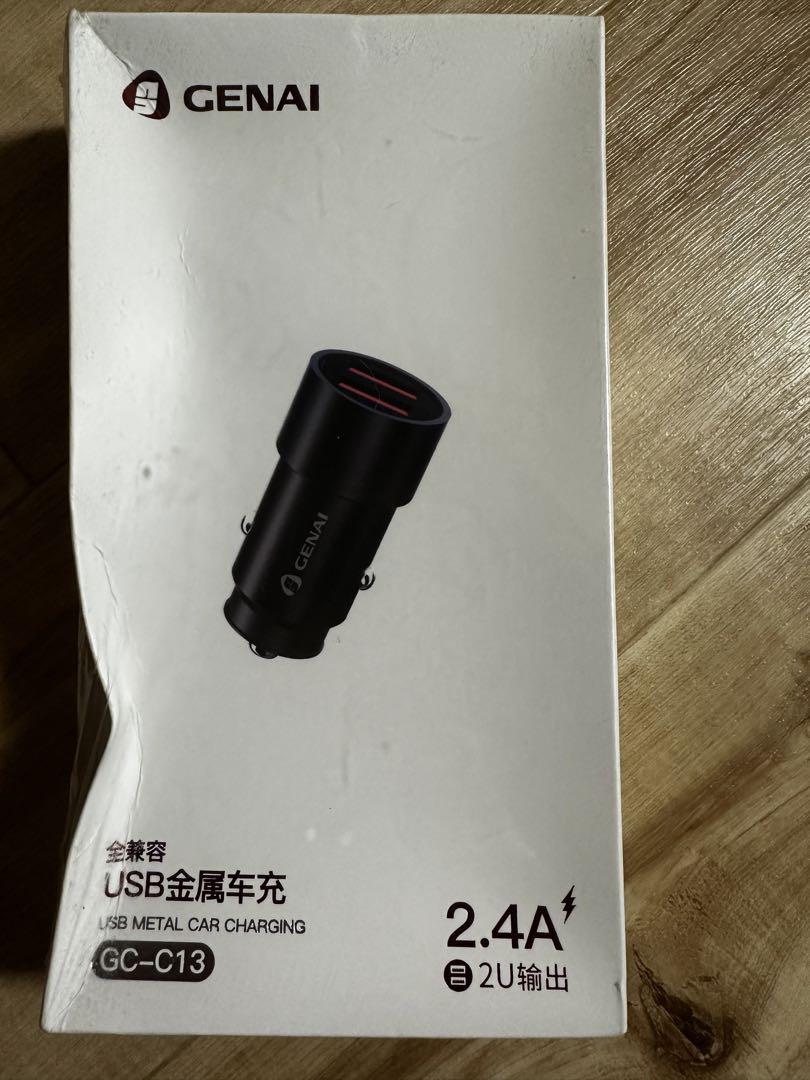 GENAI
GENAI
全兼容
USB金属车充
USB METAL CAR CHARGING
GC-C13
2.4A
2U输出